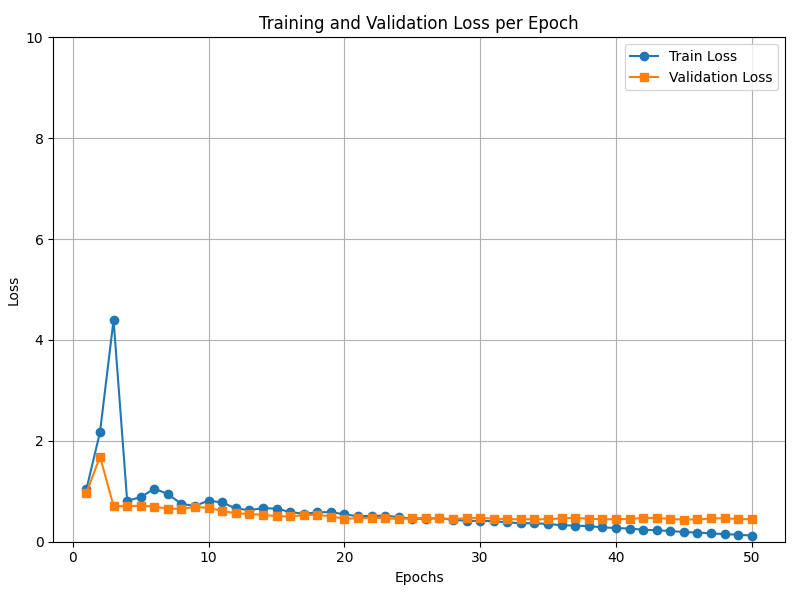 Training and Validation Loss per Epoch
10
8
6
4
2
0
Loss
Train Loss
Validation Loss
0 10 20 30 40 50
Epochs